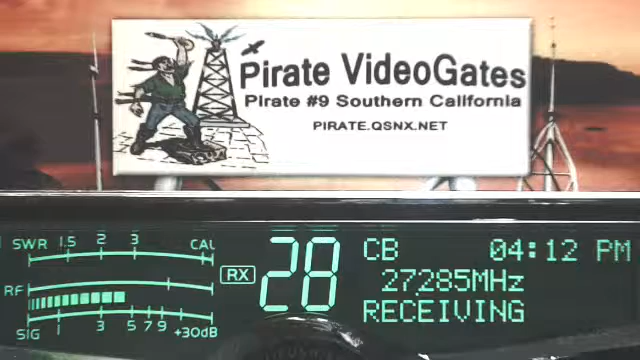 Pirate VideoGates
Pirate #9 Southern California
PIRATE.QSNX.NET
SWR 1.5 2 3 CAL
RF
SIG 1 3 5 7 9 +30dB
RX
28
CB 04:12 PM
27285MHz
RECEIVING